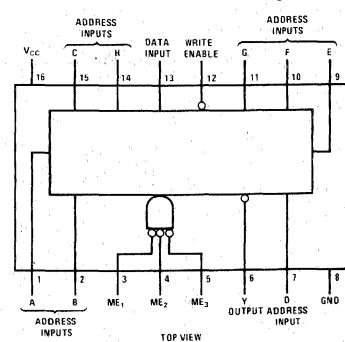 ADDRESS INPUTS
ADDRESS INPUTS
VCC C H DATA INPUT WRITE ENABLE G F E
16 15 14 13 12 11 10 9
1 2 3 4 5 6 7 8
A B ME1 ME2 ME3 Y OUTPUT D ADDRESS INPUT GND
ADDRESS INPUTS
TOP VIEW